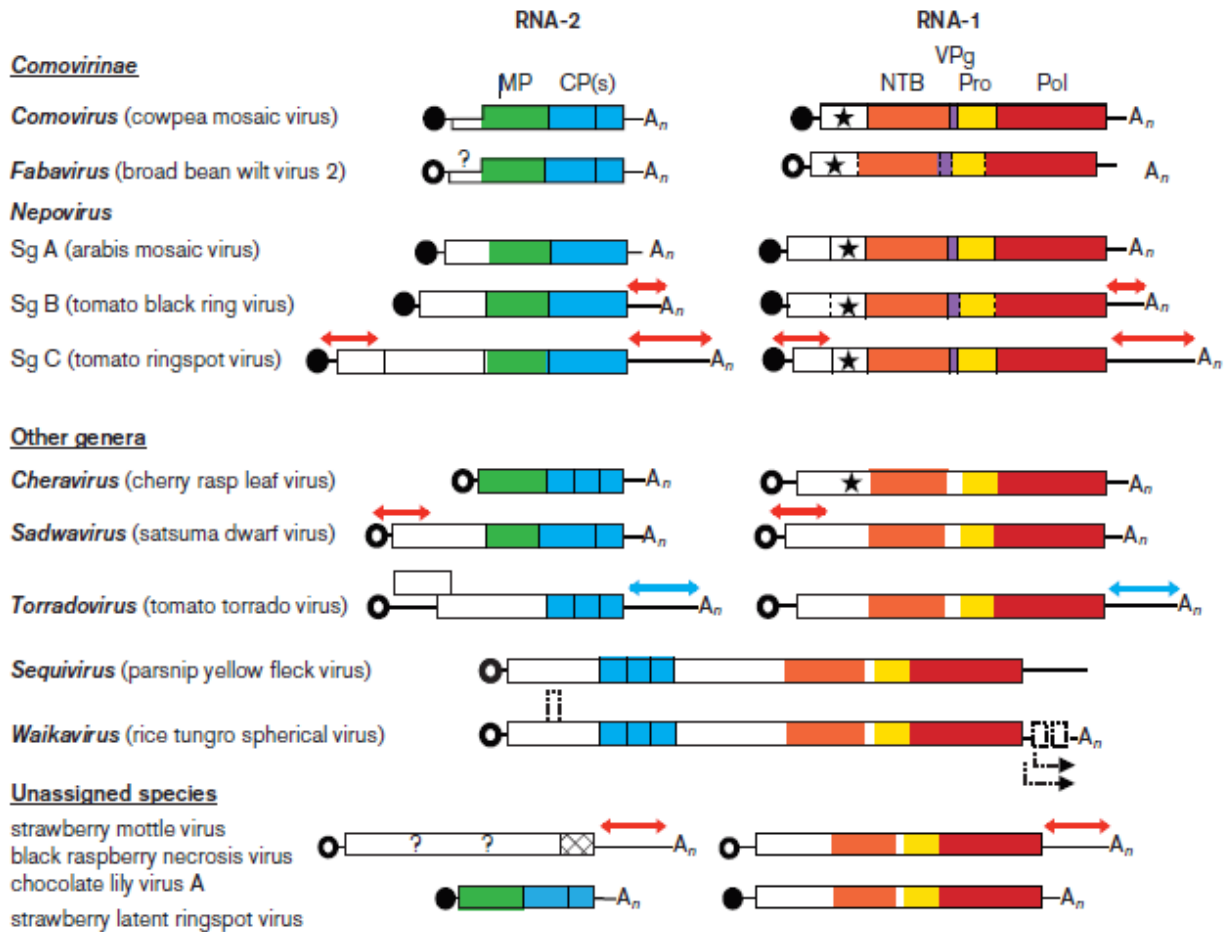 RNA-2 RNA-1
Comovirinae
MP CP(s) NTB VPg Pro Pol
Comovirus (cowpea mosaic virus) An An
Fabavirus (broad bean wilt virus 2) ? An An
Nepovirus
Sg A (arabis mosaic virus) An An
Sg B (tomato black ring virus) An An
Sg C (tomato ringspot virus) An An
Other genera
Cheravirus (cherry rasp leaf virus) An An
Sadwavirus (satsuma dwarf virus) An An
Torradovirus (tomato torrado virus) An An
Sequivirus (parsnip yellow fleck virus)
Waikavirus (rice tungro spherical virus) An
Unassigned species
strawberry mottle virus
black raspberry necrosis virus ? ? An An
chocolate lily virus A
strawberry latent ringspot virus An An